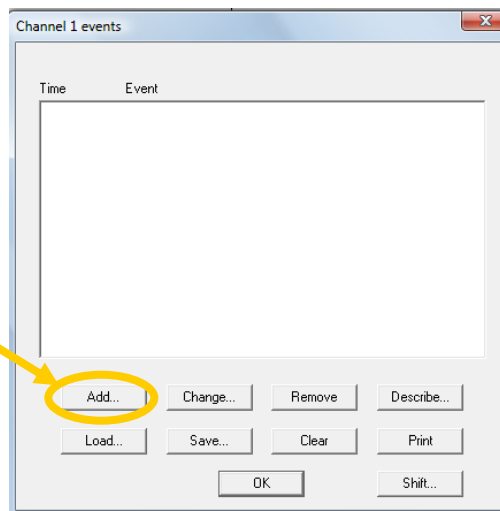 Channel 1 events
Time Event
Add... Change... Remove Describe...
Load... Save... Clear Print
OK Shift...